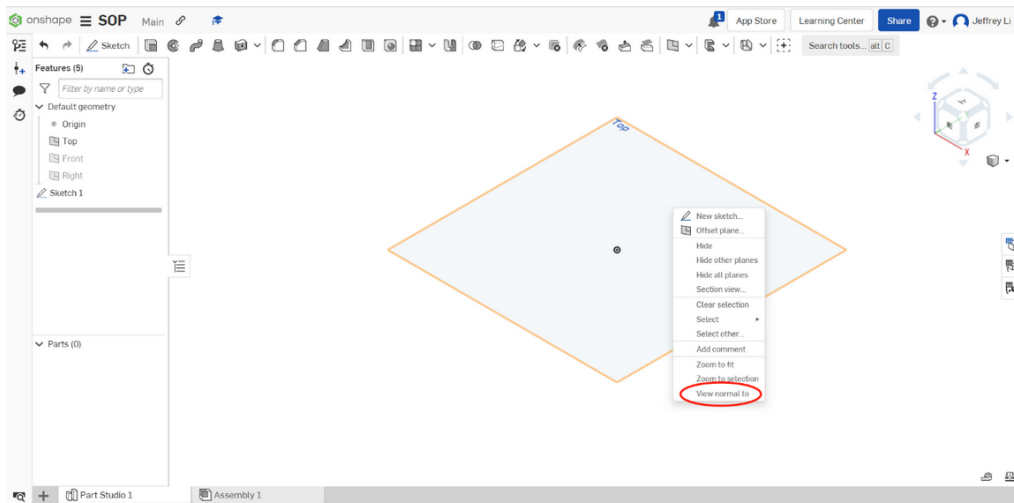 onshape SOP Main 1 App Store Learning Center Share Jeffrey Li
Sketch Search tools... alt C
Features (5)
Filter by name or type
Default geometry
Origin
Top
Front
Right
Sketch 1
Parts (0)
Top
New sketch...
Offset plane...
Hide
Hide other planes
Hide all planes
Section view...
Clear selection
Select
Select other...
Add comment
Zoom to fit
Zoom to selection
View normal to
Z
X
Part Studio 1 Assembly 1